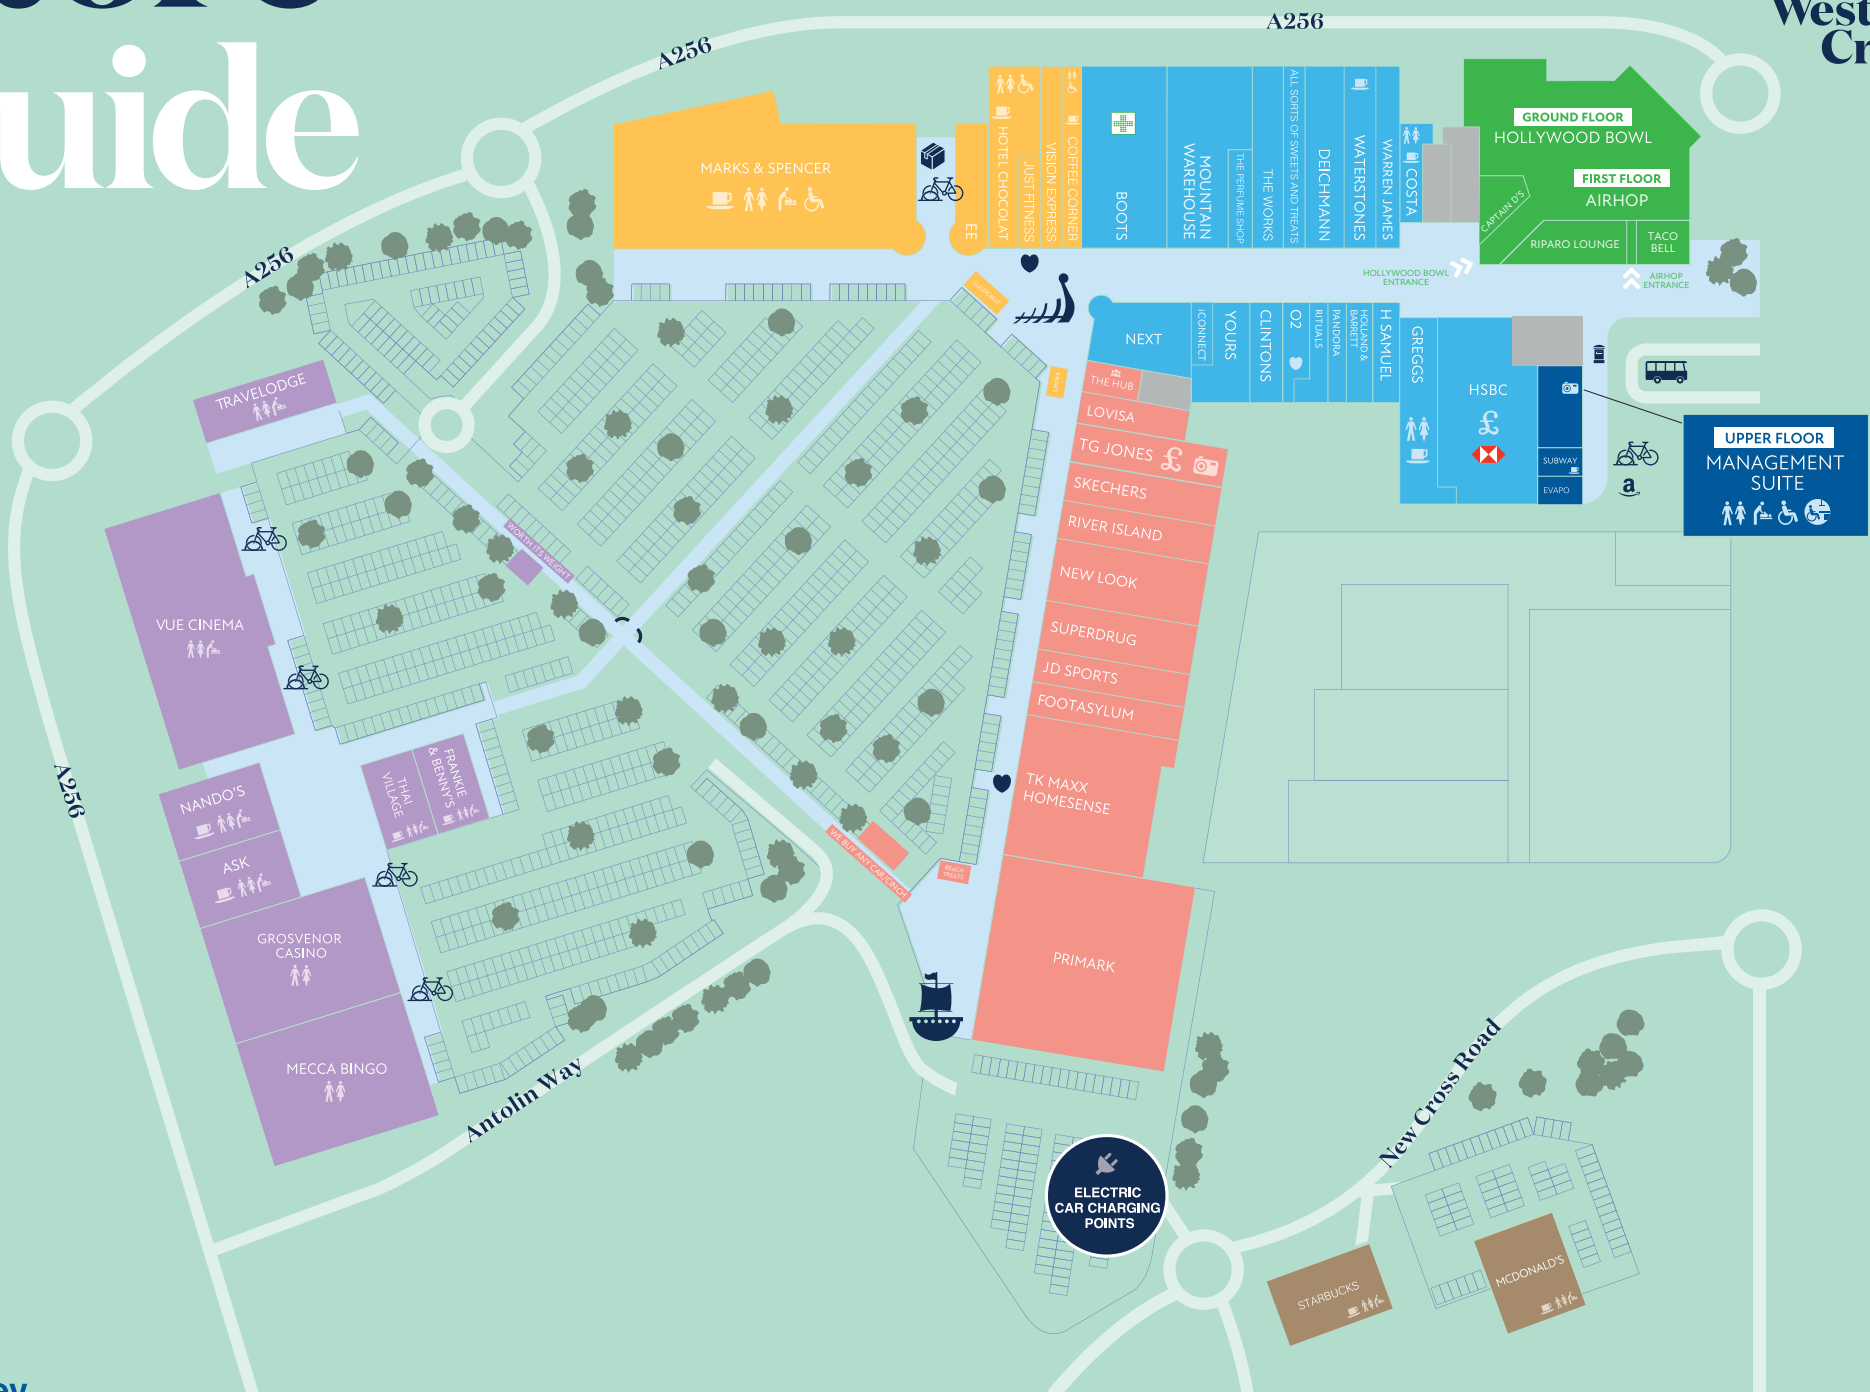 uide
West
Cr
A256
A256
A256
A256
MARKS & SPENCER
EE
HOTEL CHOCOLAT
JUST FITNESS
VISION EXPRESS
COFFEE CORNER
BOOTS
MOUNTAIN
WAREHOUSE
THE PERFUME SHOP
THE WORKS
ALL SORTS OF SWEETS AND TREATS
DEICHMANN
WATERSTONES
WARREN JAMES
COSTA
GROUND FLOOR
HOLLYWOOD BOWL
FIRST FLOOR
AIRHOP
CAPTAIN D'S
RIPARO LOUNGE
TACO
BELL
HOLLYWOOD BOWL
ENTRANCE
AIRHOP
ENTRANCE
NEXT
ICONNECT
YOURS
CLINTONS
O2
RITUALS
PANDORA
HOLLAND &
BARRETT
H SAMUEL
GREGGS
HSBC
£
SUBWAY
EVAPO
a
UPPER FLOOR
MANAGEMENT
SUITE
THE HUB
LOVISA
TG JONES £
SKECHERS
RIVER ISLAND
NEW LOOK
SUPERDRUG
JD SPORTS
FOOTASYLUM
TK MAXX
HOMESENSE
PRIMARK
WE BUY ANY CAR/CINCH
BEACH
TREATS
TRAVELODGE
WORTH ITS WEIGHT
VUE CINEMA
NANDO'S
ASK
THAI
VILLAGE
FRANKIE
& BENNY'S
GROSVENOR
CASINO
MECCA BINGO
Antolin Way
New Cross Road
ELECTRIC
CAR CHARGING
POINTS
STARBUCKS
MCDONALD'S